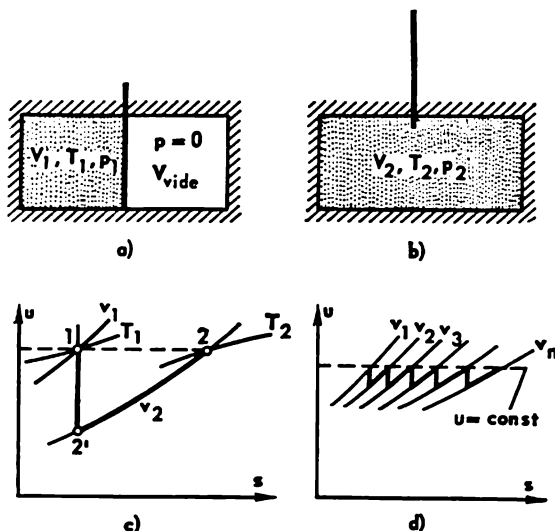 p = 0
V₁, T₁, p₁
V_vide
V₂, T₂, p₂
a)
b)
u
v₁
1
T₁
2
T₂
v₂
2'
s
c)
u
v₁ v₂ v₃
vₙ
u = const
s
d)